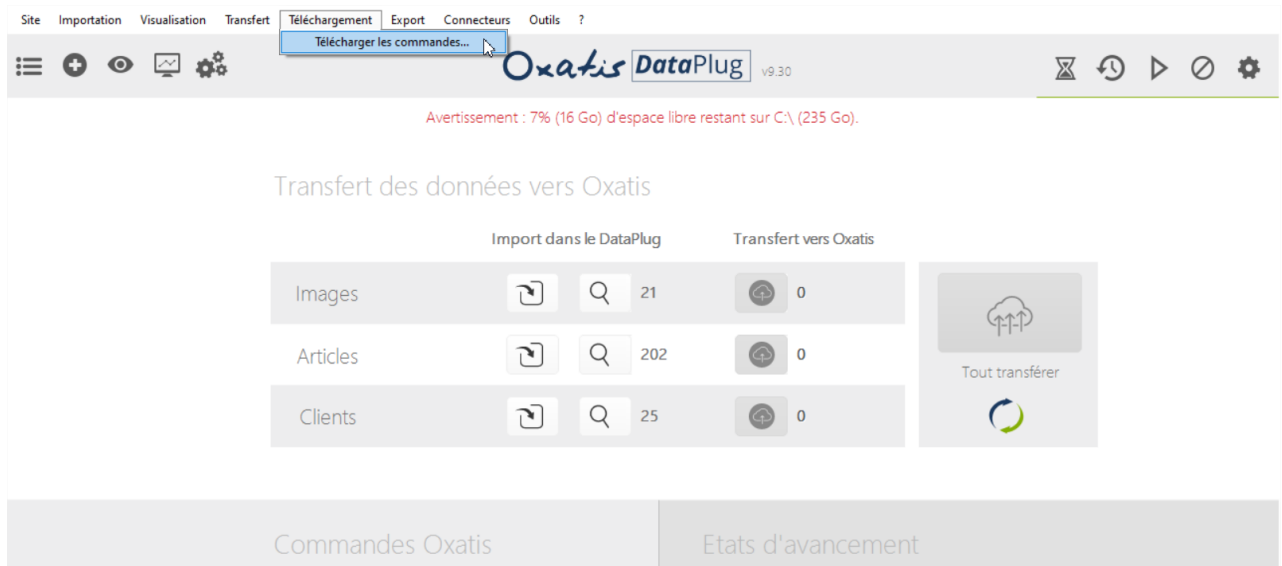 Site Importation Visualisation Transfert Téléchargement Export Connecteurs Outils ?
Télécharger les commandes...
Oxatis DataPlug v9.30
Avertissement : 7% (16 Go) d'espace libre restant sur C:\ (235 Go).
Transfert des données vers Oxatis
Import dans le DataPlug Transfert vers Oxatis
Images 21 0
Articles 202 0
Tout transférer
Clients 25 0
Commandes Oxatis Etats d'avancement